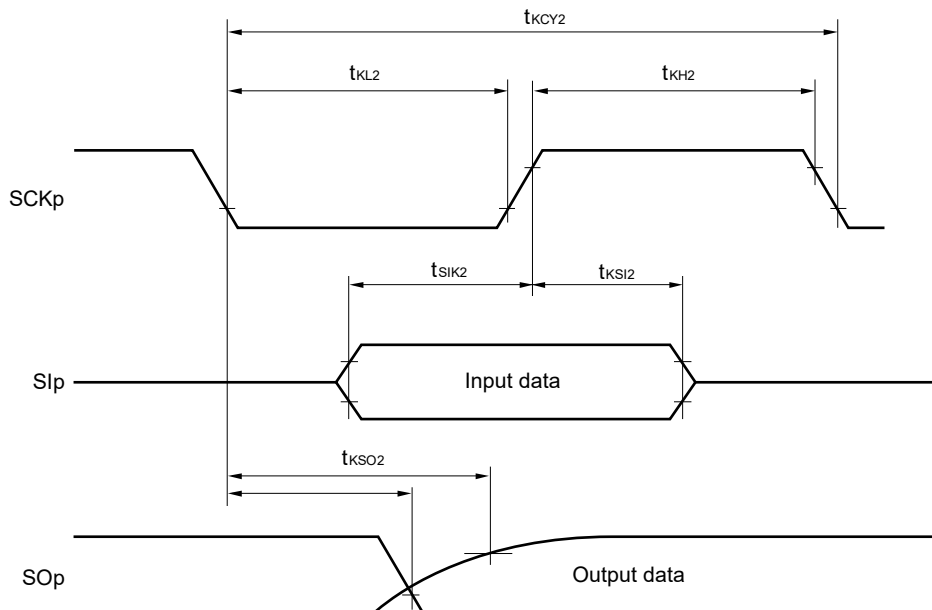 tKCY2
tKL2
tKH2
SCKp
tSIK2
tKSI2
SIp
Input data
tKSO2
SOp
Output data